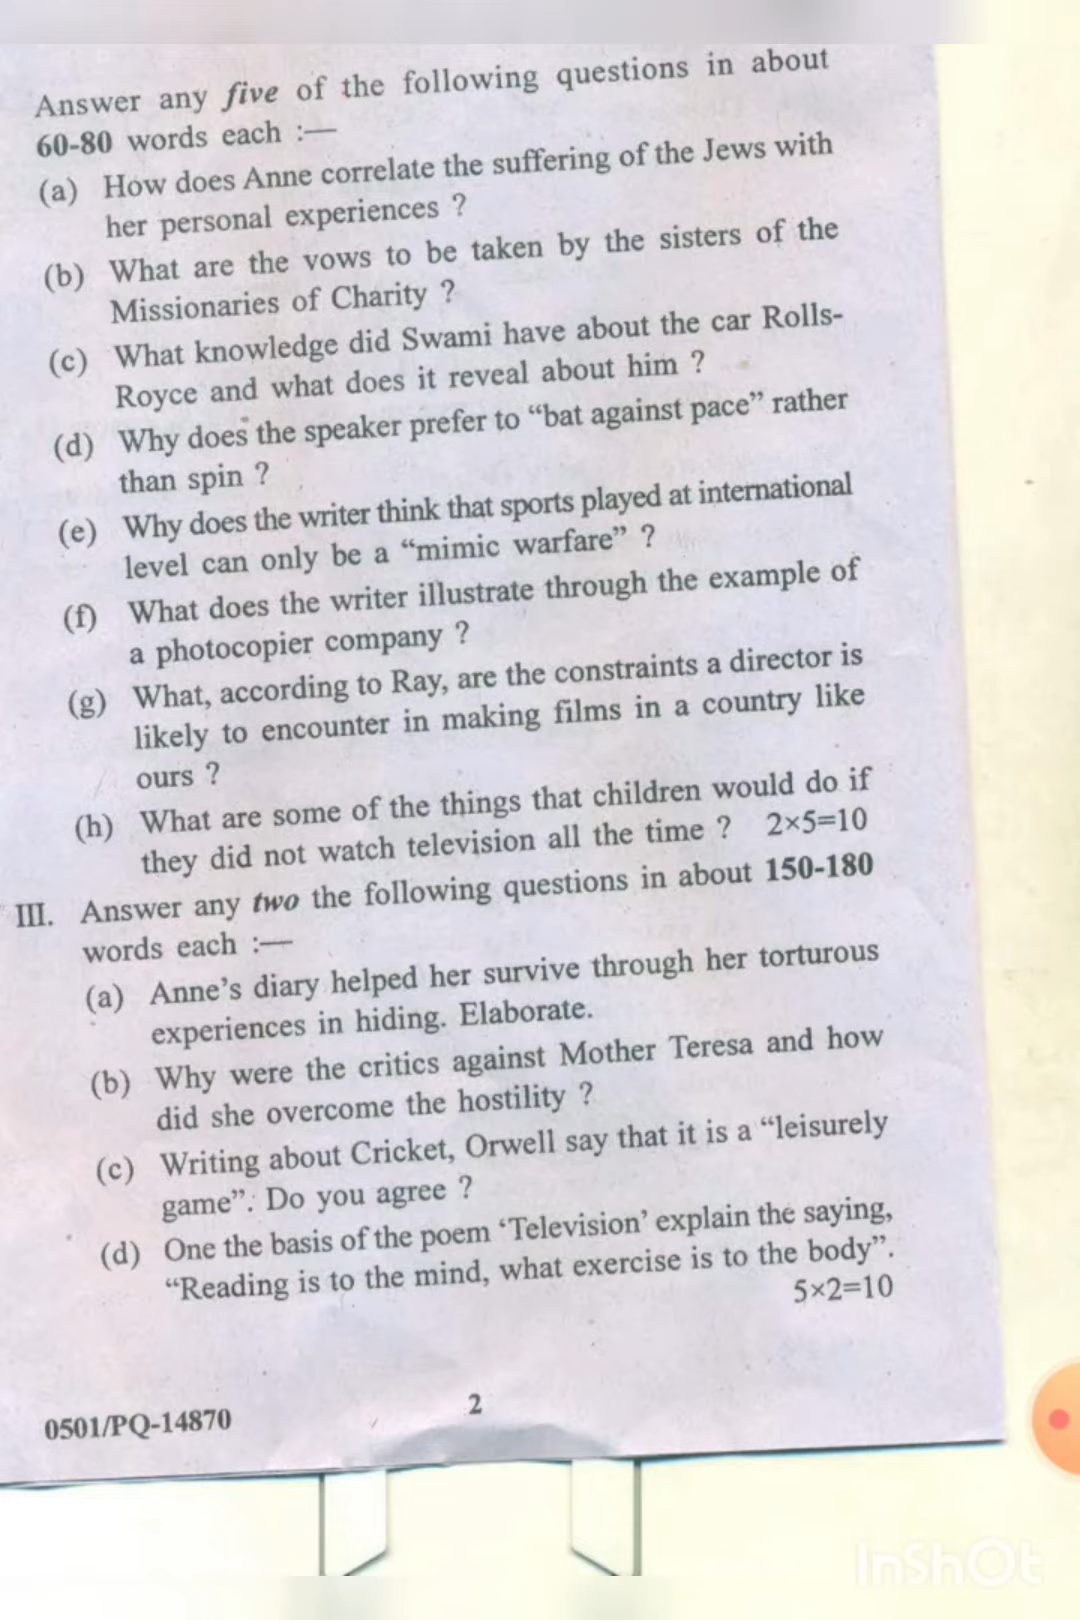 Answer any five of the following questions in about
60-80 words each :—
(a) How does Anne correlate the suffering of the Jews with
her personal experiences ?
(b) What are the vows to be taken by the sisters of the
Missionaries of Charity ?
(c) What knowledge did Swami have about the car Rolls-
Royce and what does it reveal about him ?
(d) Why does the speaker prefer to “bat against pace” rather
than spin ?
(e) Why does the writer think that sports played at international
level can only be a “mimic warfare” ?
(f) What does the writer illustrate through the example of
a photocopier company ?
(g) What, according to Ray, are the constraints a director is
likely to encounter in making films in a country like
ours ?
(h) What are some of the things that children would do if
they did not watch television all the time ? 2×5=10
III. Answer any two the following questions in about 150-180
words each :—
(a) Anne’s diary helped her survive through her torturous
experiences in hiding. Elaborate.
(b) Why were the critics against Mother Teresa and how
did she overcome the hostility ?
(c) Writing about Cricket, Orwell say that it is a “leisurely
game”. Do you agree ?
(d) One the basis of the poem ‘Television’ explain the saying,
“Reading is to the mind, what exercise is to the body”.
5×2=10
0501/PQ-14870 2
InShOt